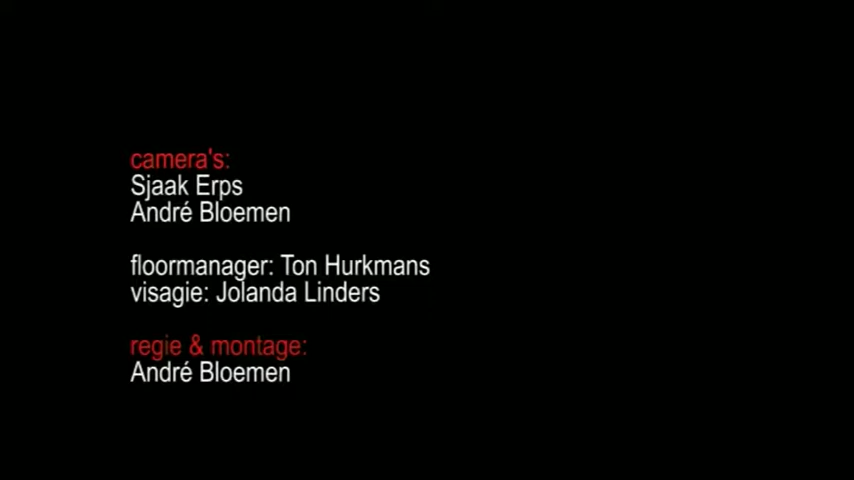 camera's:
Sjaak Erps
André Bloemen
floormanager: Ton Hurkmans
visagie: Jolanda Linders
regie & montage:
André Bloemen